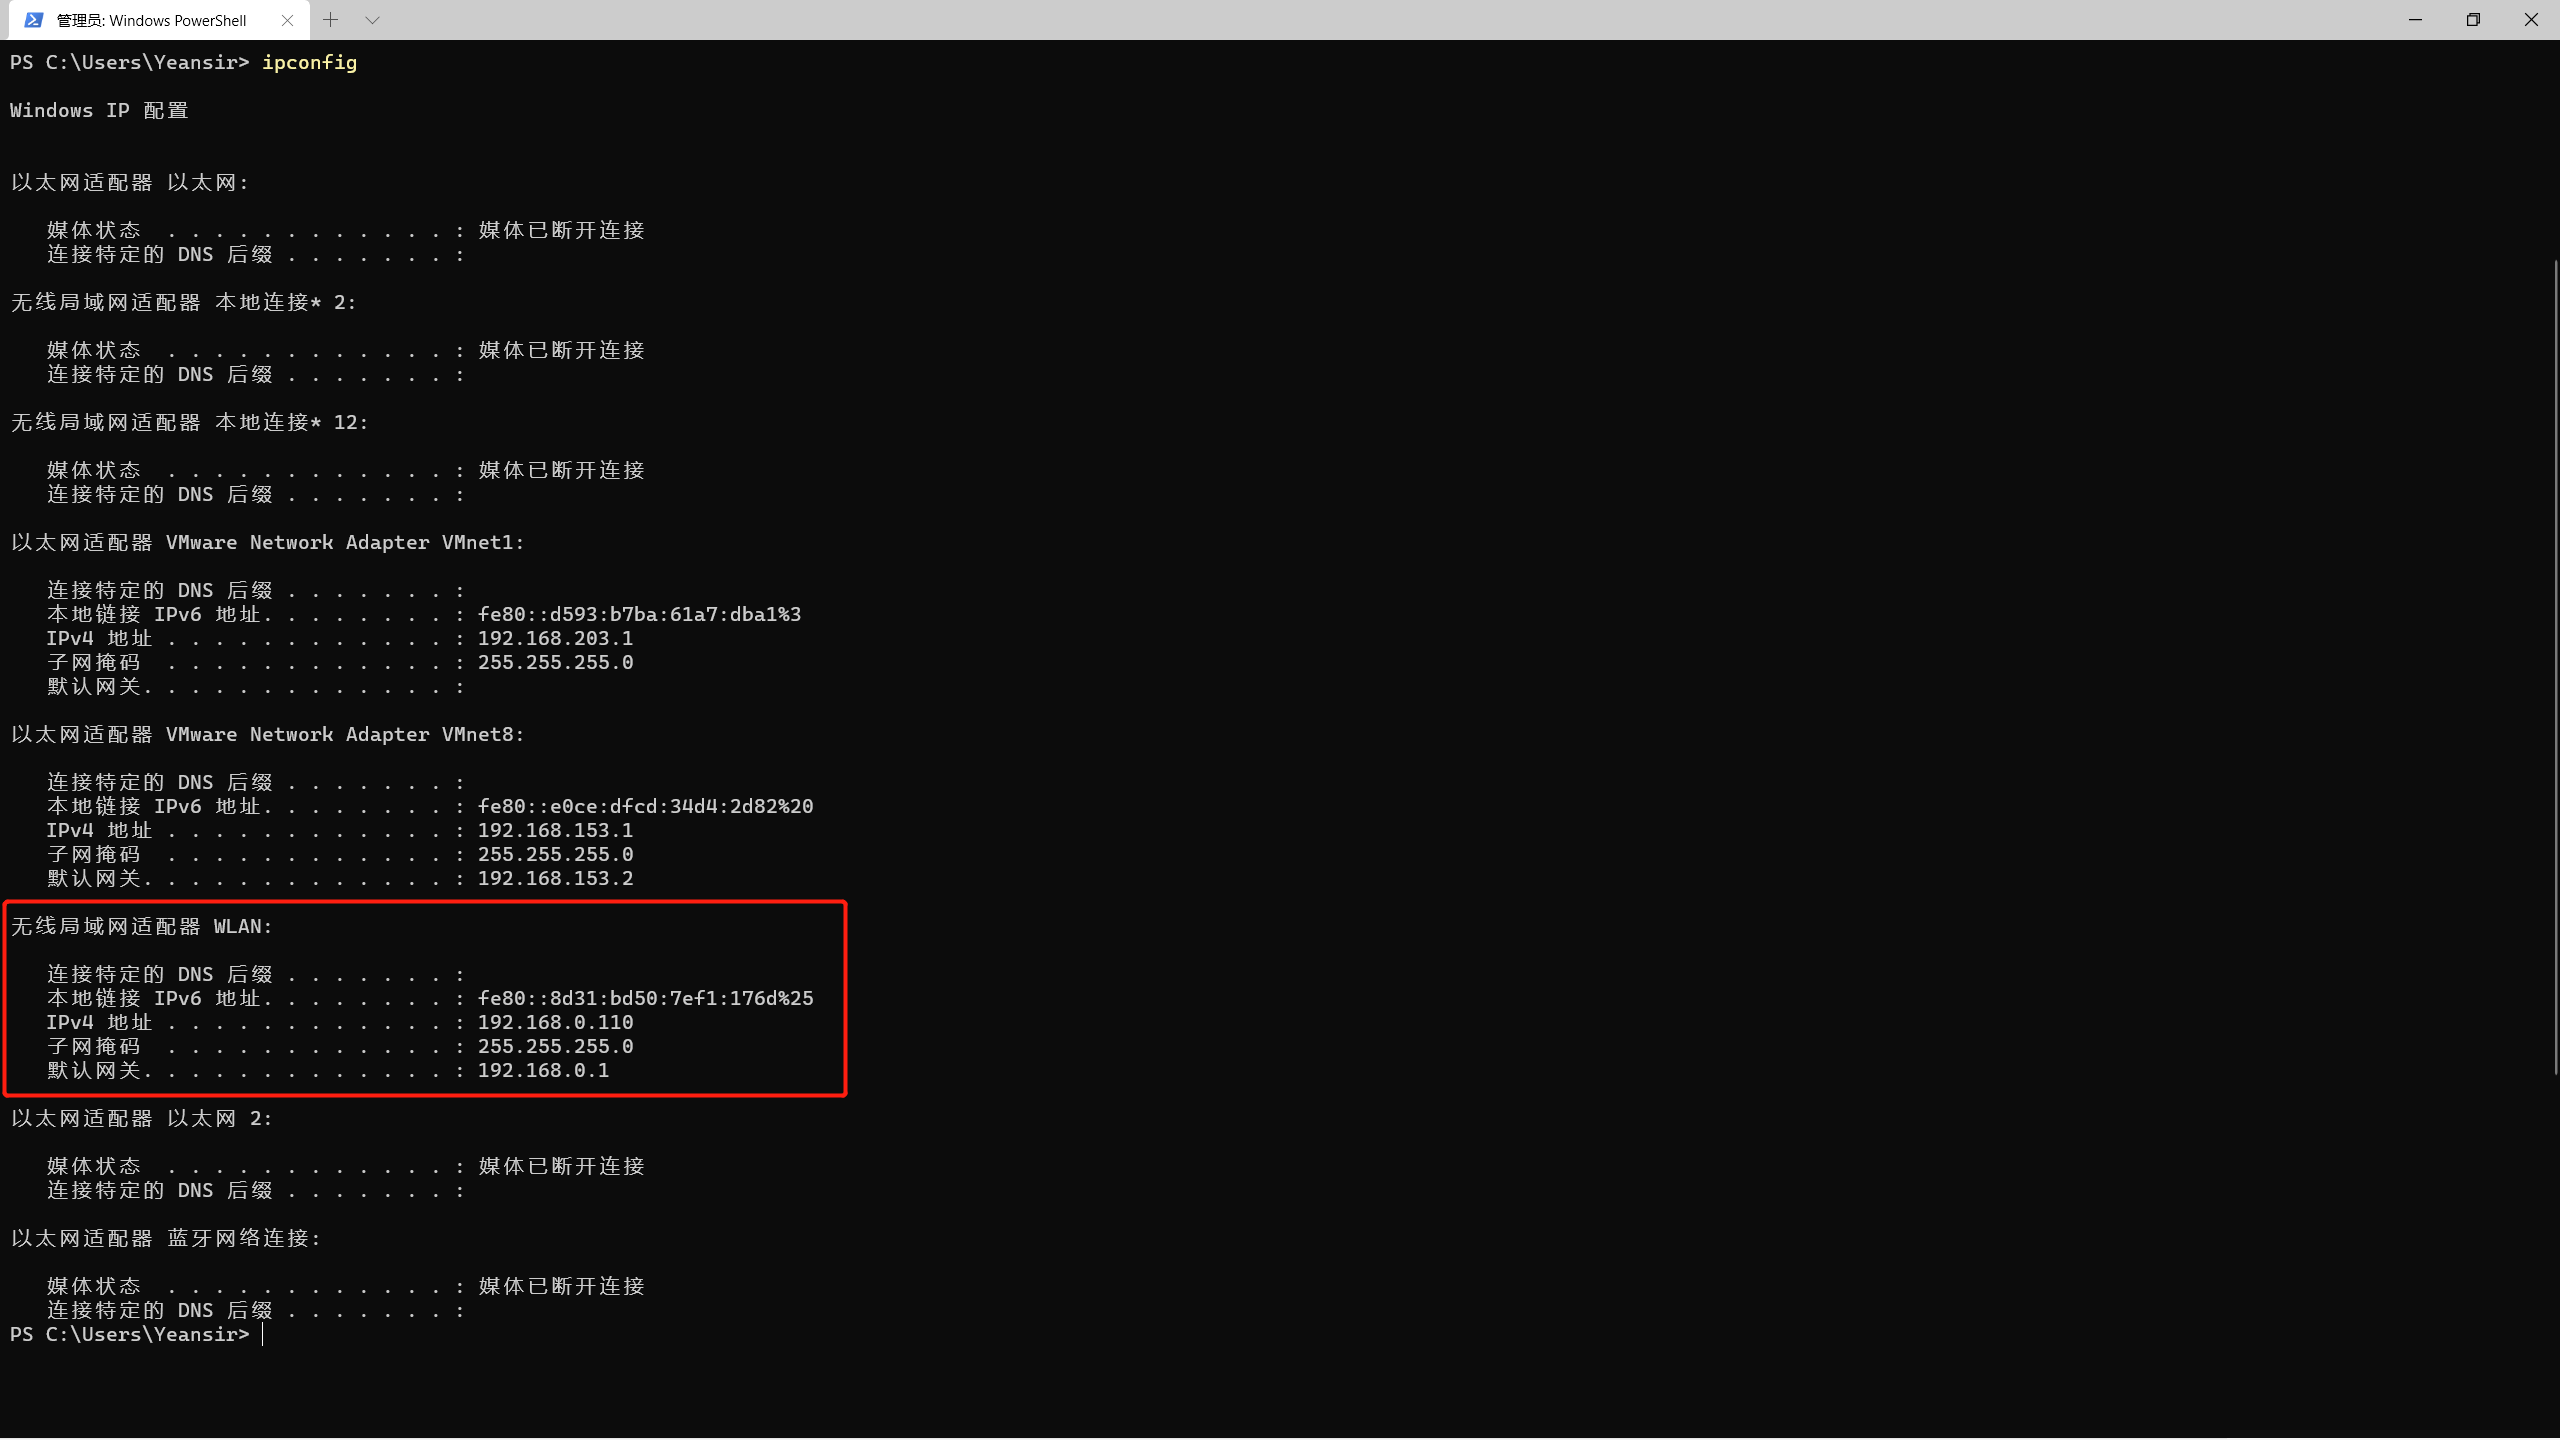 管理员: Windows PowerShell
PS C:\Users\Yeansir> ipconfig
Windows IP 配置
以太网适配器 以太网:
媒体状态  . . . . . . . . . . . . : 媒体已断开连接
连接特定的 DNS 后缀 . . . . . . . :
无线局域网适配器 本地连接* 2:
媒体状态  . . . . . . . . . . . . : 媒体已断开连接
连接特定的 DNS 后缀 . . . . . . . :
无线局域网适配器 本地连接* 12:
媒体状态  . . . . . . . . . . . . : 媒体已断开连接
连接特定的 DNS 后缀 . . . . . . . :
以太网适配器 VMware Network Adapter VMnet1:
连接特定的 DNS 后缀 . . . . . . . :
本地链接 IPv6 地址. . . . . . . . : fe80::d593:b7ba:61a7:dba1%3
IPv4 地址 . . . . . . . . . . . . : 192.168.203.1
子网掩码  . . . . . . . . . . . . : 255.255.255.0
默认网关. . . . . . . . . . . . . :
以太网适配器 VMware Network Adapter VMnet8:
连接特定的 DNS 后缀 . . . . . . . :
本地链接 IPv6 地址. . . . . . . . : fe80::e0ce:dfcd:34d4:2d82%20
IPv4 地址 . . . . . . . . . . . . : 192.168.153.1
子网掩码  . . . . . . . . . . . . : 255.255.255.0
默认网关. . . . . . . . . . . . . : 192.168.153.2
无线局域网适配器 WLAN:
连接特定的 DNS 后缀 . . . . . . . :
本地链接 IPv6 地址. . . . . . . . : fe80::8d31:bd50:7ef1:176d%25
IPv4 地址 . . . . . . . . . . . . : 192.168.0.110
子网掩码  . . . . . . . . . . . . : 255.255.255.0
默认网关. . . . . . . . . . . . . : 192.168.0.1
以太网适配器 以太网 2:
媒体状态  . . . . . . . . . . . . : 媒体已断开连接
连接特定的 DNS 后缀 . . . . . . . :
以太网适配器 蓝牙网络连接:
媒体状态  . . . . . . . . . . . . : 媒体已断开连接
连接特定的 DNS 后缀 . . . . . . . :
PS C:\Users\Yeansir>